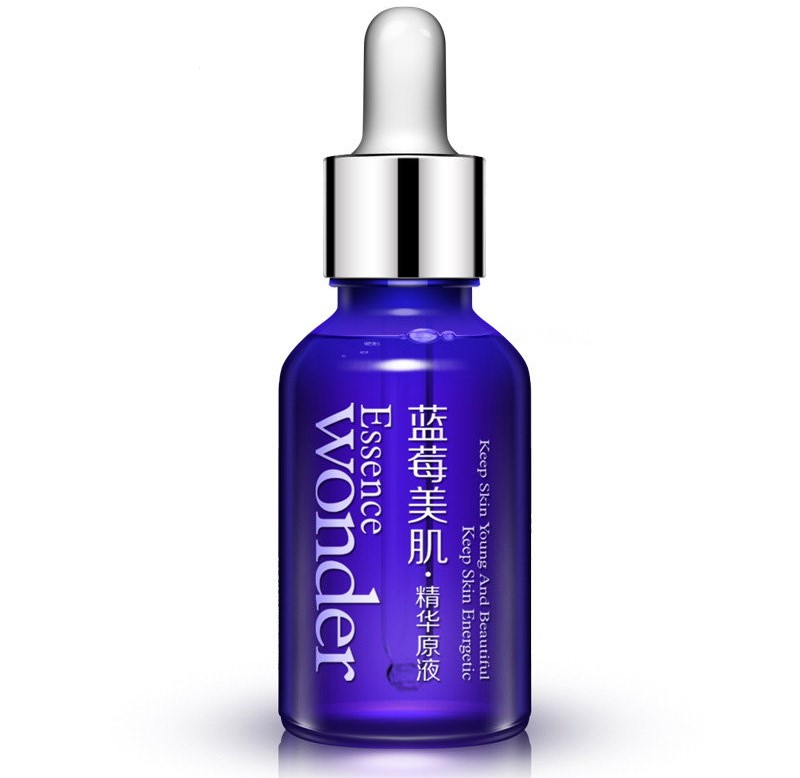 wonder
Essence
蓝莓美肌·精华原液
Keep Skin Young And Beautiful
Keep Skin Energetic